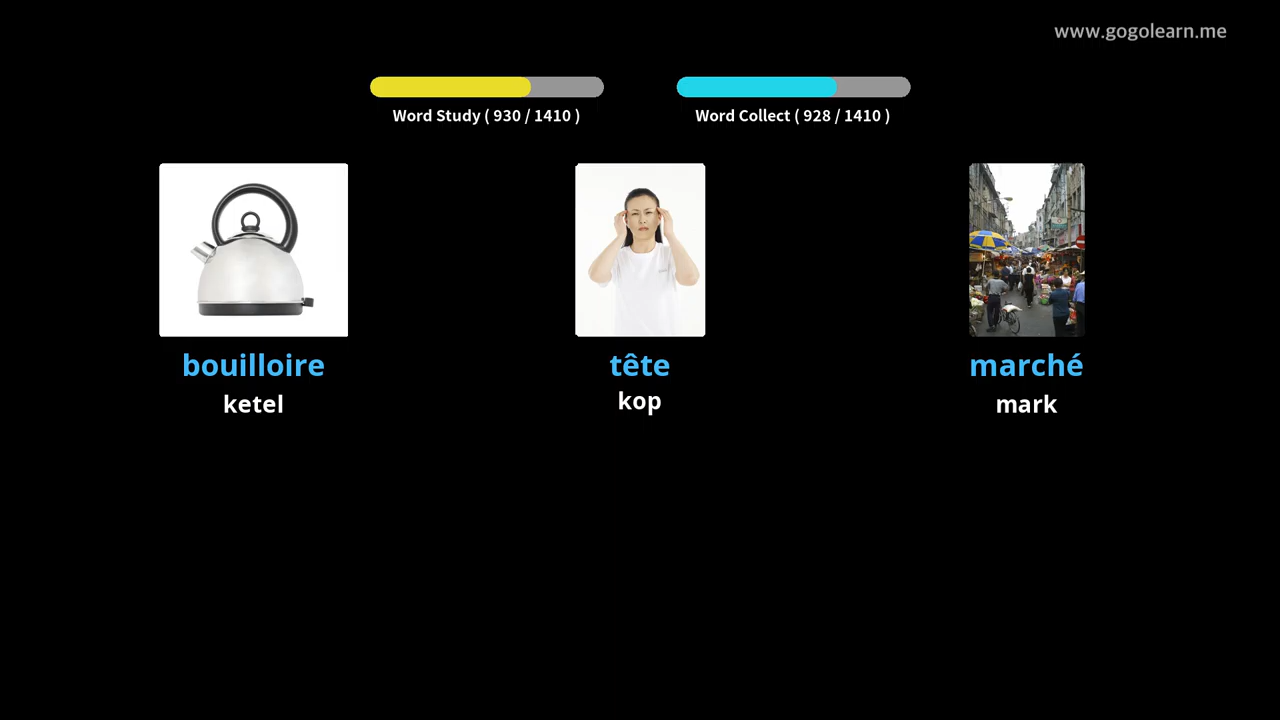 www.gogolearn.me
Word Study ( 930 / 1410 )
Word Collect ( 928 / 1410 )
bouilloire
ketel
tête
kop
marché
mark